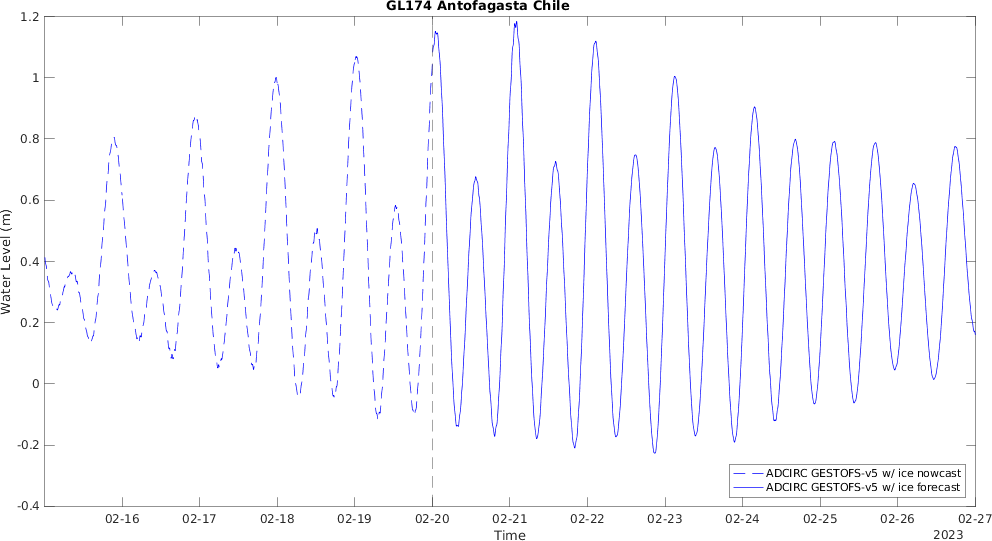 GL174 Antofagasta Chile
1.2
1
0.8
0.6
0.4
0.2
0
-0.2
-0.4
Water Level (m)
ADCIRC GESTOFS-v5 w/ ice nowcast
ADCIRC GESTOFS-v5 w/ ice forecast
02-16 02-17 02-18 02-19 02-20 02-21 02-22 02-23 02-24 02-25 02-26 02-27
Time
2023